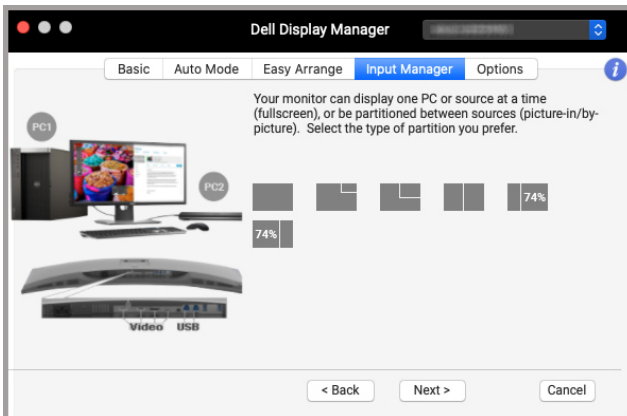 Dell Display Manager
Basic Auto Mode Easy Arrange Input Manager Options
Your monitor can display one PC or source at a time
(fullscreen), or be partitioned between sources (picture-in/by-
picture). Select the type of partition you prefer.
PC1
PC2
74%
74%
Video USB
< Back Next > Cancel